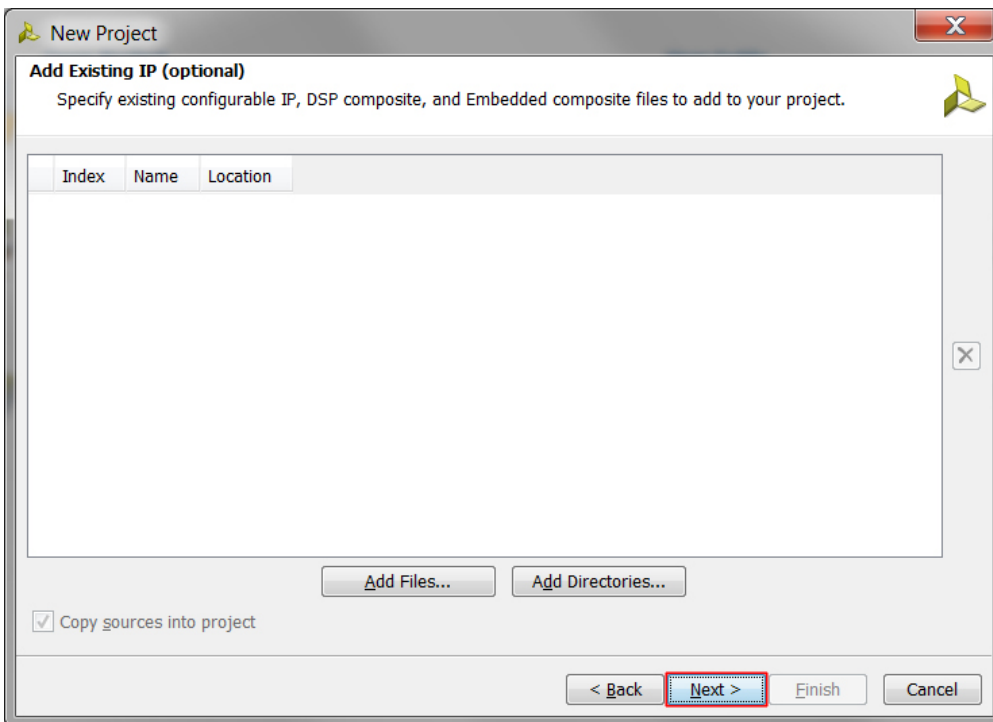 New Project
Add Existing IP (optional)
Specify existing configurable IP, DSP composite, and Embedded composite files to add to your project.
Index Name Location
Add Files... Add Directories...
Copy sources into project
< Back Next > Finish Cancel